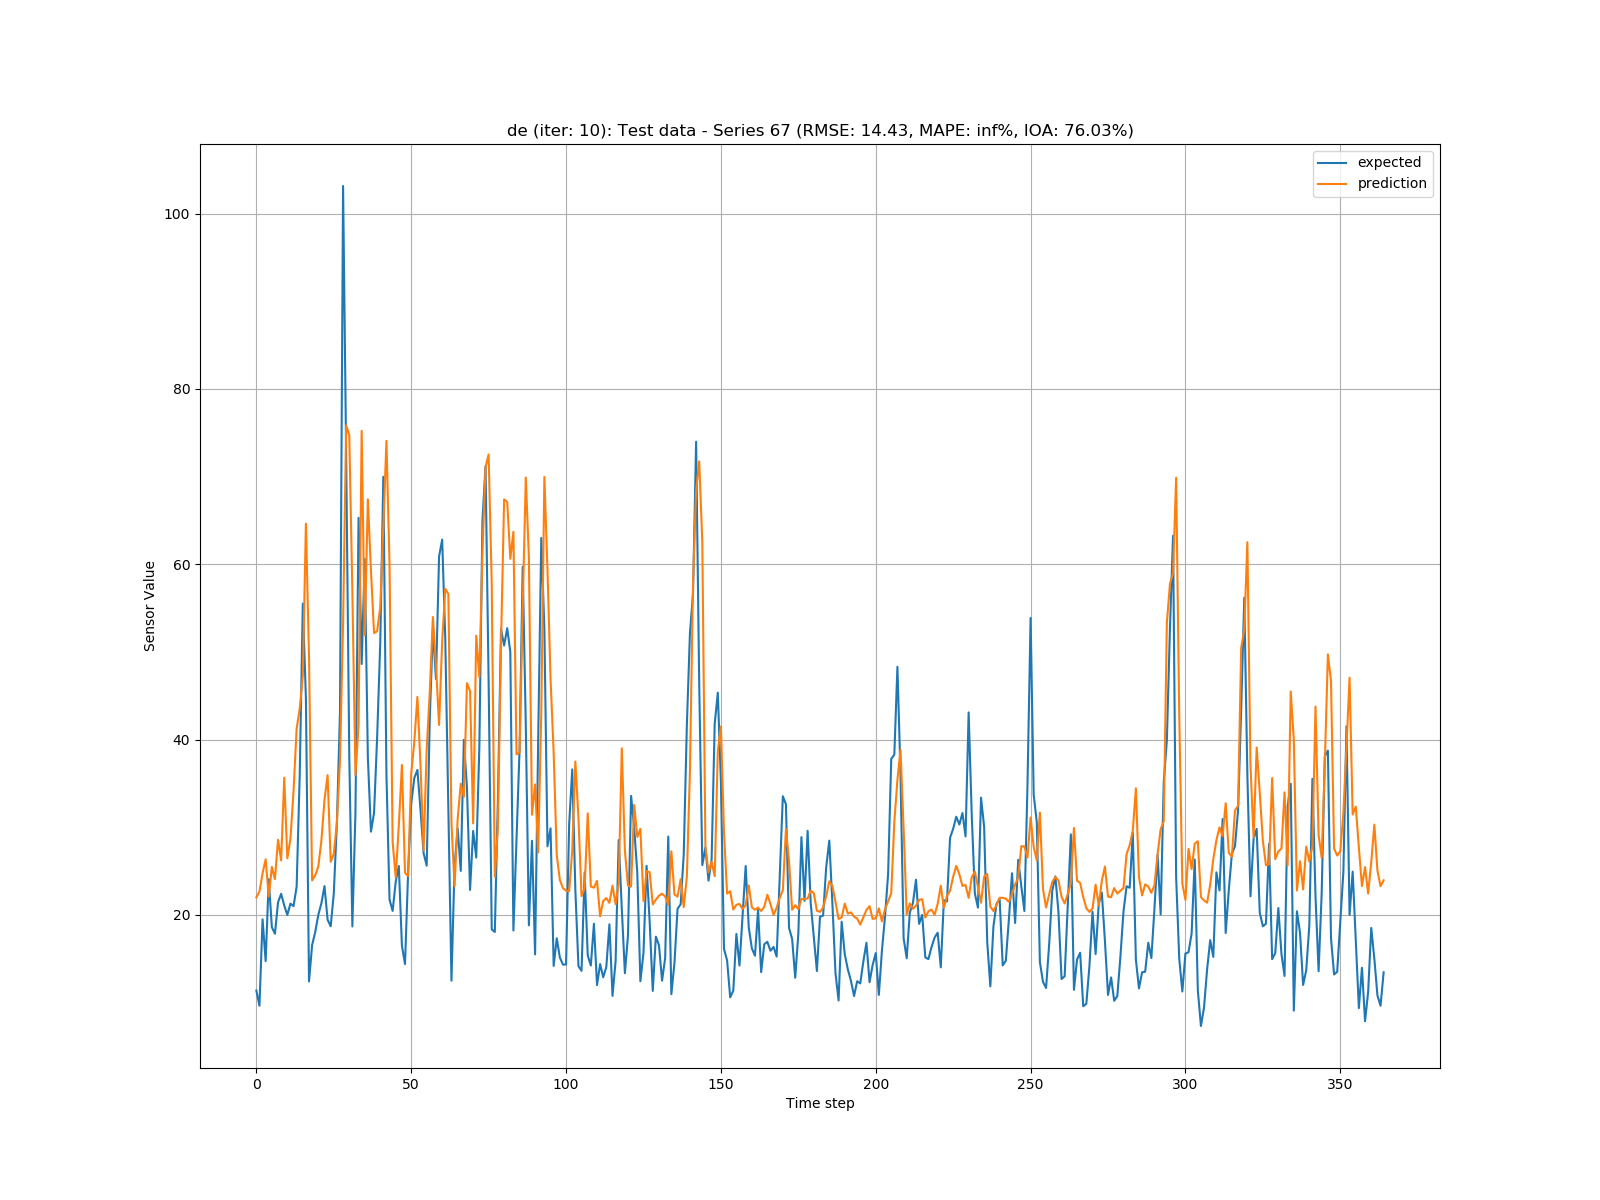 de (iter: 10): Test data - Series 67 (RMSE: 14.43, MAPE: inf%, IOA: 76.03%)
expected
prediction
100
80
60
40
20
Sensor Value
0 50 100 150 200 250 300 350
Time step